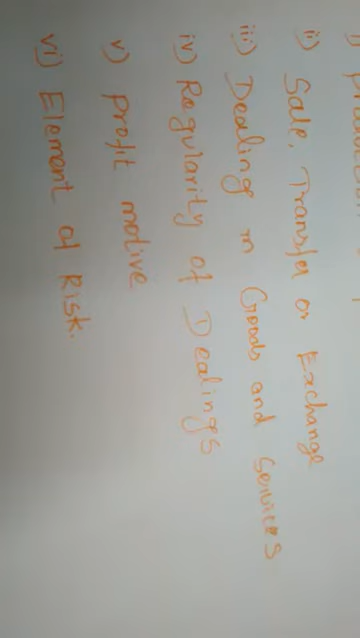 ii) Sale, Transfer or Exchange
iii) Dealing in Goods and Services
iv) Regularity of Dealings
v) Profit motive
vi) Element of Risk.